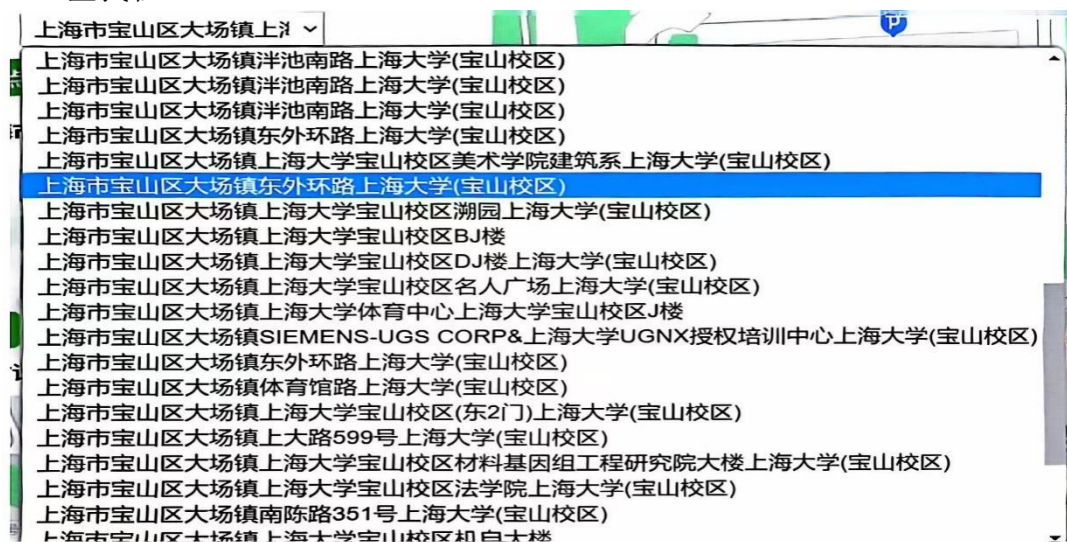 上海市宝山区大场镇上海
上海市宝山区大场镇泮池南路上海大学(宝山校区)
上海市宝山区大场镇泮池南路上海大学(宝山校区)
上海市宝山区大场镇泮池南路上海大学(宝山校区)
上海市宝山区大场镇东外环路上海大学(宝山校区)
上海市宝山区大场镇上海大学宝山校区美术学院建筑系上海大学(宝山校区)
上海市宝山区大场镇东外环路上海大学(宝山校区)
上海市宝山区大场镇上海大学宝山校区溯园上海大学(宝山校区)
上海市宝山区大场镇上海大学宝山校区BJ楼
上海市宝山区大场镇上海大学宝山校区DJ楼上海大学(宝山校区)
上海市宝山区大场镇上海大学宝山校区名人广场上海大学(宝山校区)
上海市宝山区大场镇上海大学体育中心上海大学宝山校区J楼
上海市宝山区大场镇SIEMENS-UGS CORP&上海大学UGNX授权培训中心上海大学(宝山校区)
上海市宝山区大场镇东外环路上海大学(宝山校区)
上海市宝山区大场镇体育馆路上海大学(宝山校区)
上海市宝山区大场镇上海大学宝山校区(东2门)上海大学(宝山校区)
上海市宝山区大场镇上大路599号上海大学(宝山校区)
上海市宝山区大场镇上海大学宝山校区材料基因组工程研究院大楼上海大学(宝山校区)
上海市宝山区大场镇上海大学宝山校区法学院上海大学(宝山校区)
上海市宝山区大场镇南陈路351号上海大学(宝山校区)
上海市宝山区大场镇上海大学宝山校区机自大楼